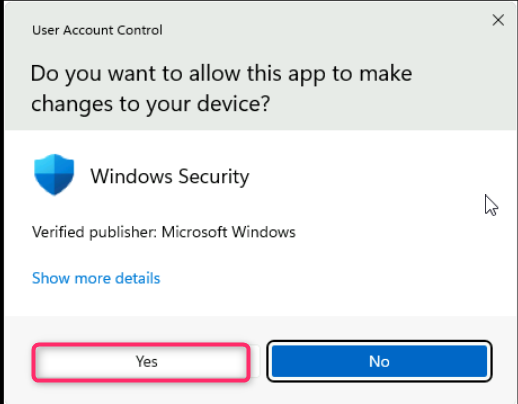 User Account Control
Do you want to allow this app to make
changes to your device?
Windows Security
Verified publisher: Microsoft Windows
Show more details
Yes
No